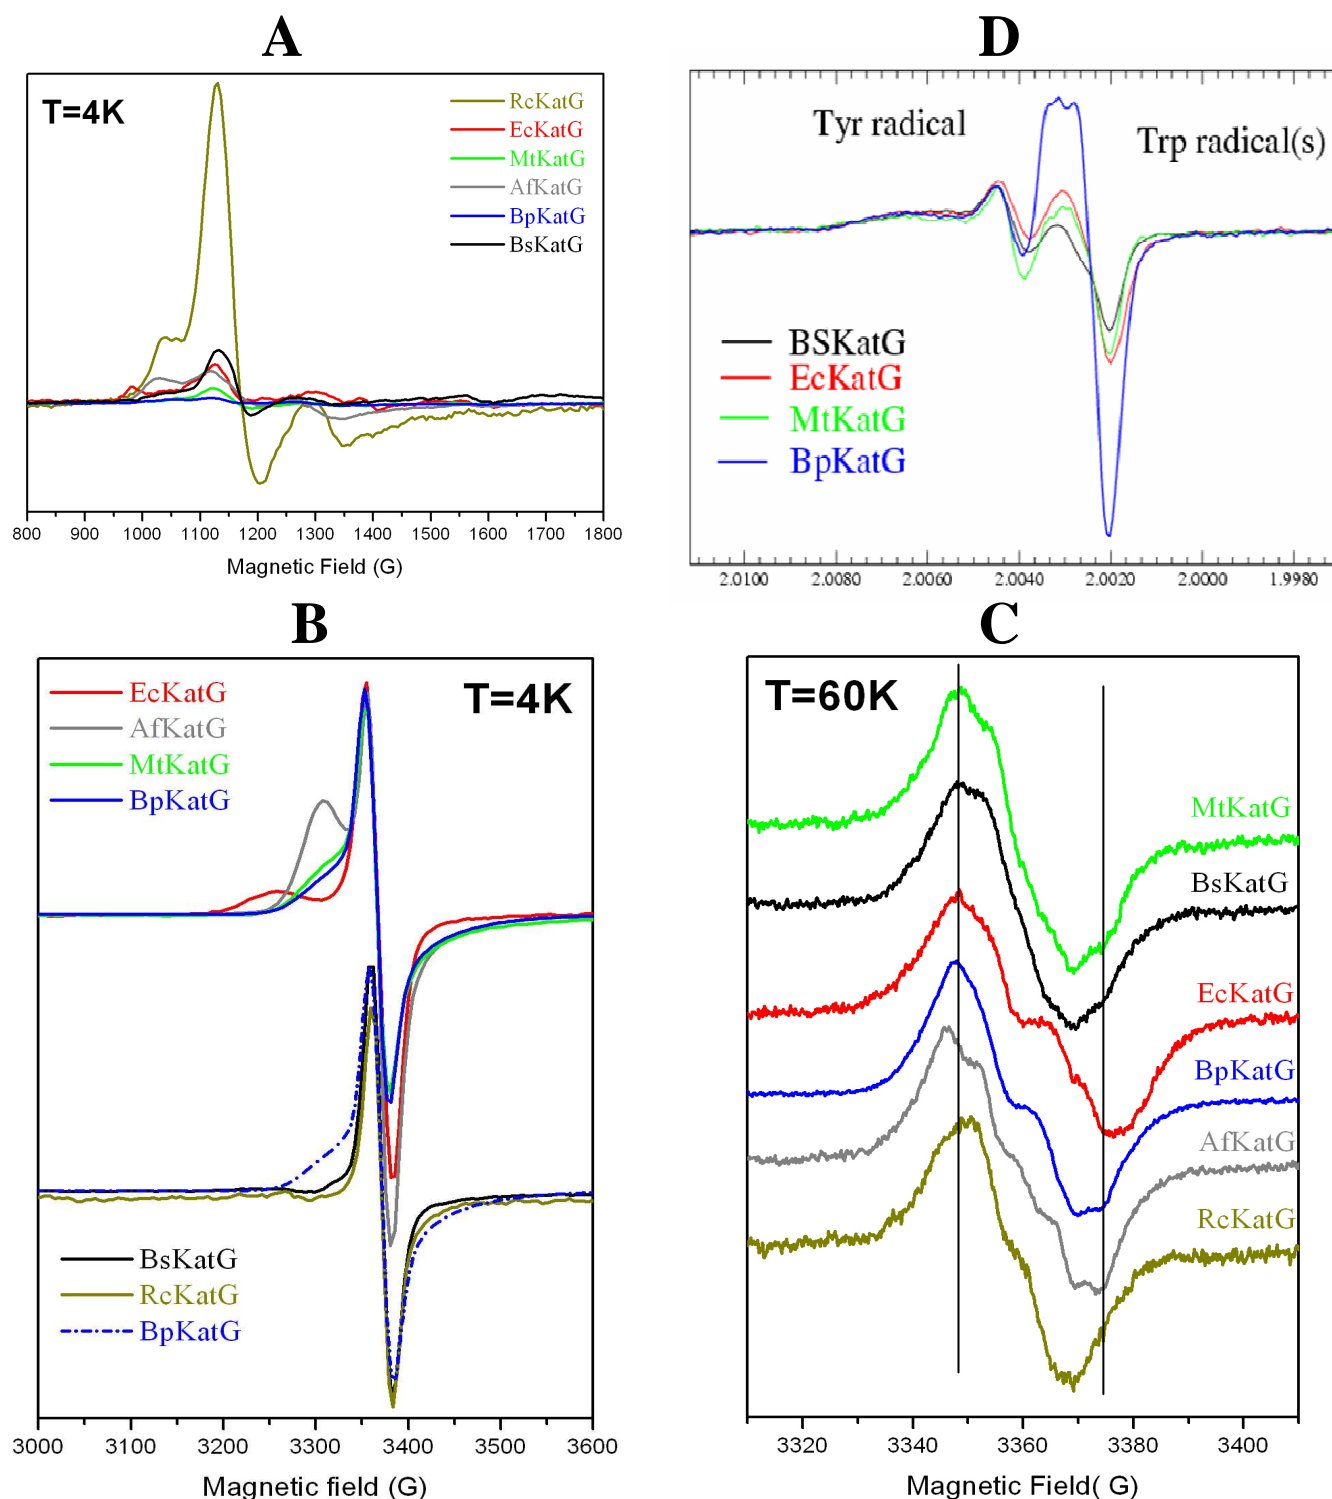 A
T=4K
RcKatG
EcKatG
MtKatG
AfKatG
BpKatG
BsKatG
800 900 1000 1100 1200 1300 1400 1500 1600 1700 1800
Magnetic Field (G)
D
Tyr radical
Trp radical(s)
BSKatG
EcKatG
MtKatG
BpKatG
2.0100 2.0080 2.0060 2.0040 2.0020 2.0000 1.9980
B
EcKatG
AfKatG
MtKatG
BpKatG
T=4K
BsKatG
RcKatG
BpKatG
3000 3100 3200 3300 3400 3500 3600
Magnetic field (G)
C
T=60K
MtKatG
BsKatG
EcKatG
BpKatG
AfKatG
RcKatG
3320 3340 3360 3380 3400
Magnetic Field( G)